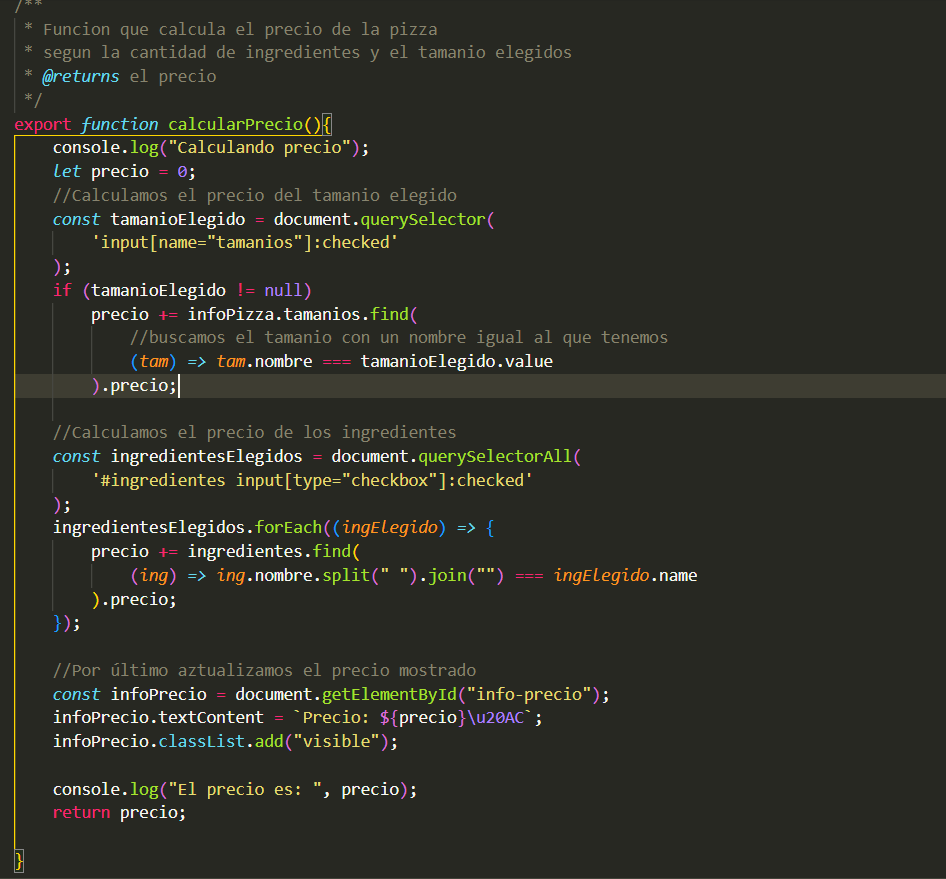 /**
 * Funcion que calcula el precio de la pizza
 * segun la cantidad de ingredientes y el tamanio elegidos
 * @returns el precio
 */
export function calcularPrecio(){
    console.log("Calculando precio");
    let precio = 0;
    //Calculamos el precio del tamanio elegido
    const tamanioElegido = document.querySelector(
        'input[name="tamanios"]:checked'
    );
    if (tamanioElegido != null)
        precio += infoPizza.tamanios.find(
            //buscamos el tamanio con un nombre igual al que tenemos
            (tam) => tam.nombre === tamanioElegido.value
        ).precio;

    //Calculamos el precio de los ingredientes
    const ingredientesElegidos = document.querySelectorAll(
        '#ingredientes input[type="checkbox"]:checked'
    );
    ingredientesElegidos.forEach((ingElegido) => {
        precio += ingredientes.find(
            (ing) => ing.nombre.split(" ").join("") === ingElegido.name
        ).precio;
    });

    //Por último aztualizamos el precio mostrado
    const infoPrecio = document.getElementById("info-precio");
    infoPrecio.textContent = `Precio: ${precio}\u20AC`;
    infoPrecio.classList.add("visible");

    console.log("El precio es: ", precio);
    return precio;

}